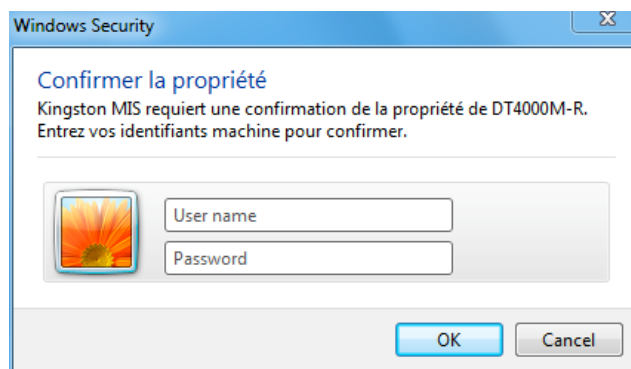 Windows Security
Confirmer la propriété
Kingston MIS requiert une confirmation de la propriété de DT4000M-R.
Entrez vos identifiants machine pour confirmer.
User name
Password
OK Cancel